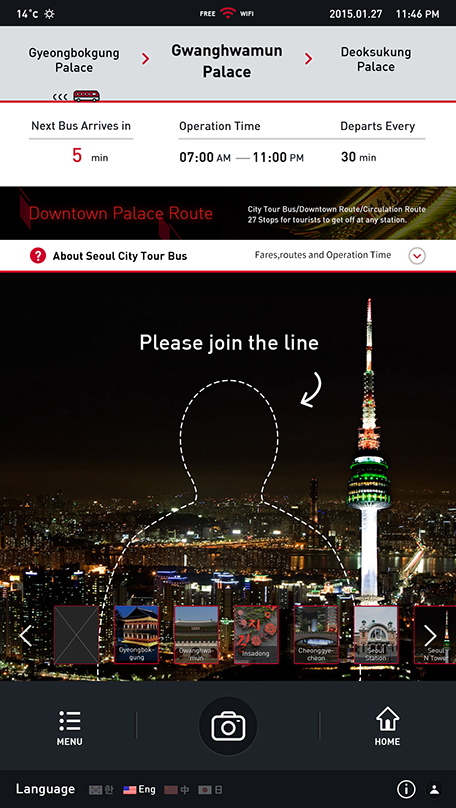 14°c FREE WIFI 2015.01.27 11:46 PM
Gyeongbokgung
Palace
Gwanghwamun
Palace
Deoksukung
Palace
Next Bus Arrives in
5 min
Operation Time
07:00 AM — 11:00 PM
Departs Every
30 min
Downtown Palace Route
City Tour Bus/Downtown Route/Circulation Route
27 Stops for tourists to get off at any station.
? About Seoul City Tour Bus
Fares,routes and Operation Time
Please join the line
Gyeongbok-
gung
Gwanghwa-
mun
Insadong
Cheonggye-
cheon
Seoul
Station
Seoul
N Tower
MENU
HOME
Language 한 Eng 中 日